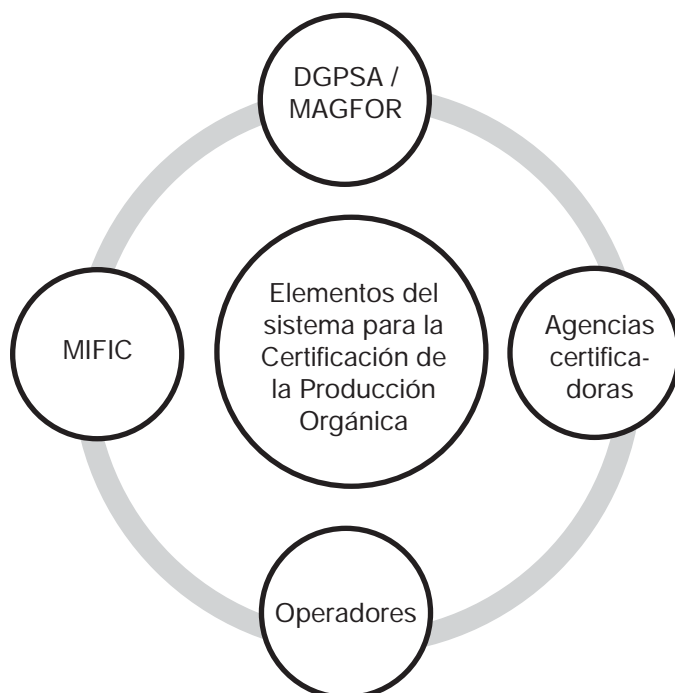 DGPSA /
MAGFOR
MIFIC
Elementos del
sistema para la
Certificación de
la Producción
Orgánica
Agencias
certifica-
doras
Operadores